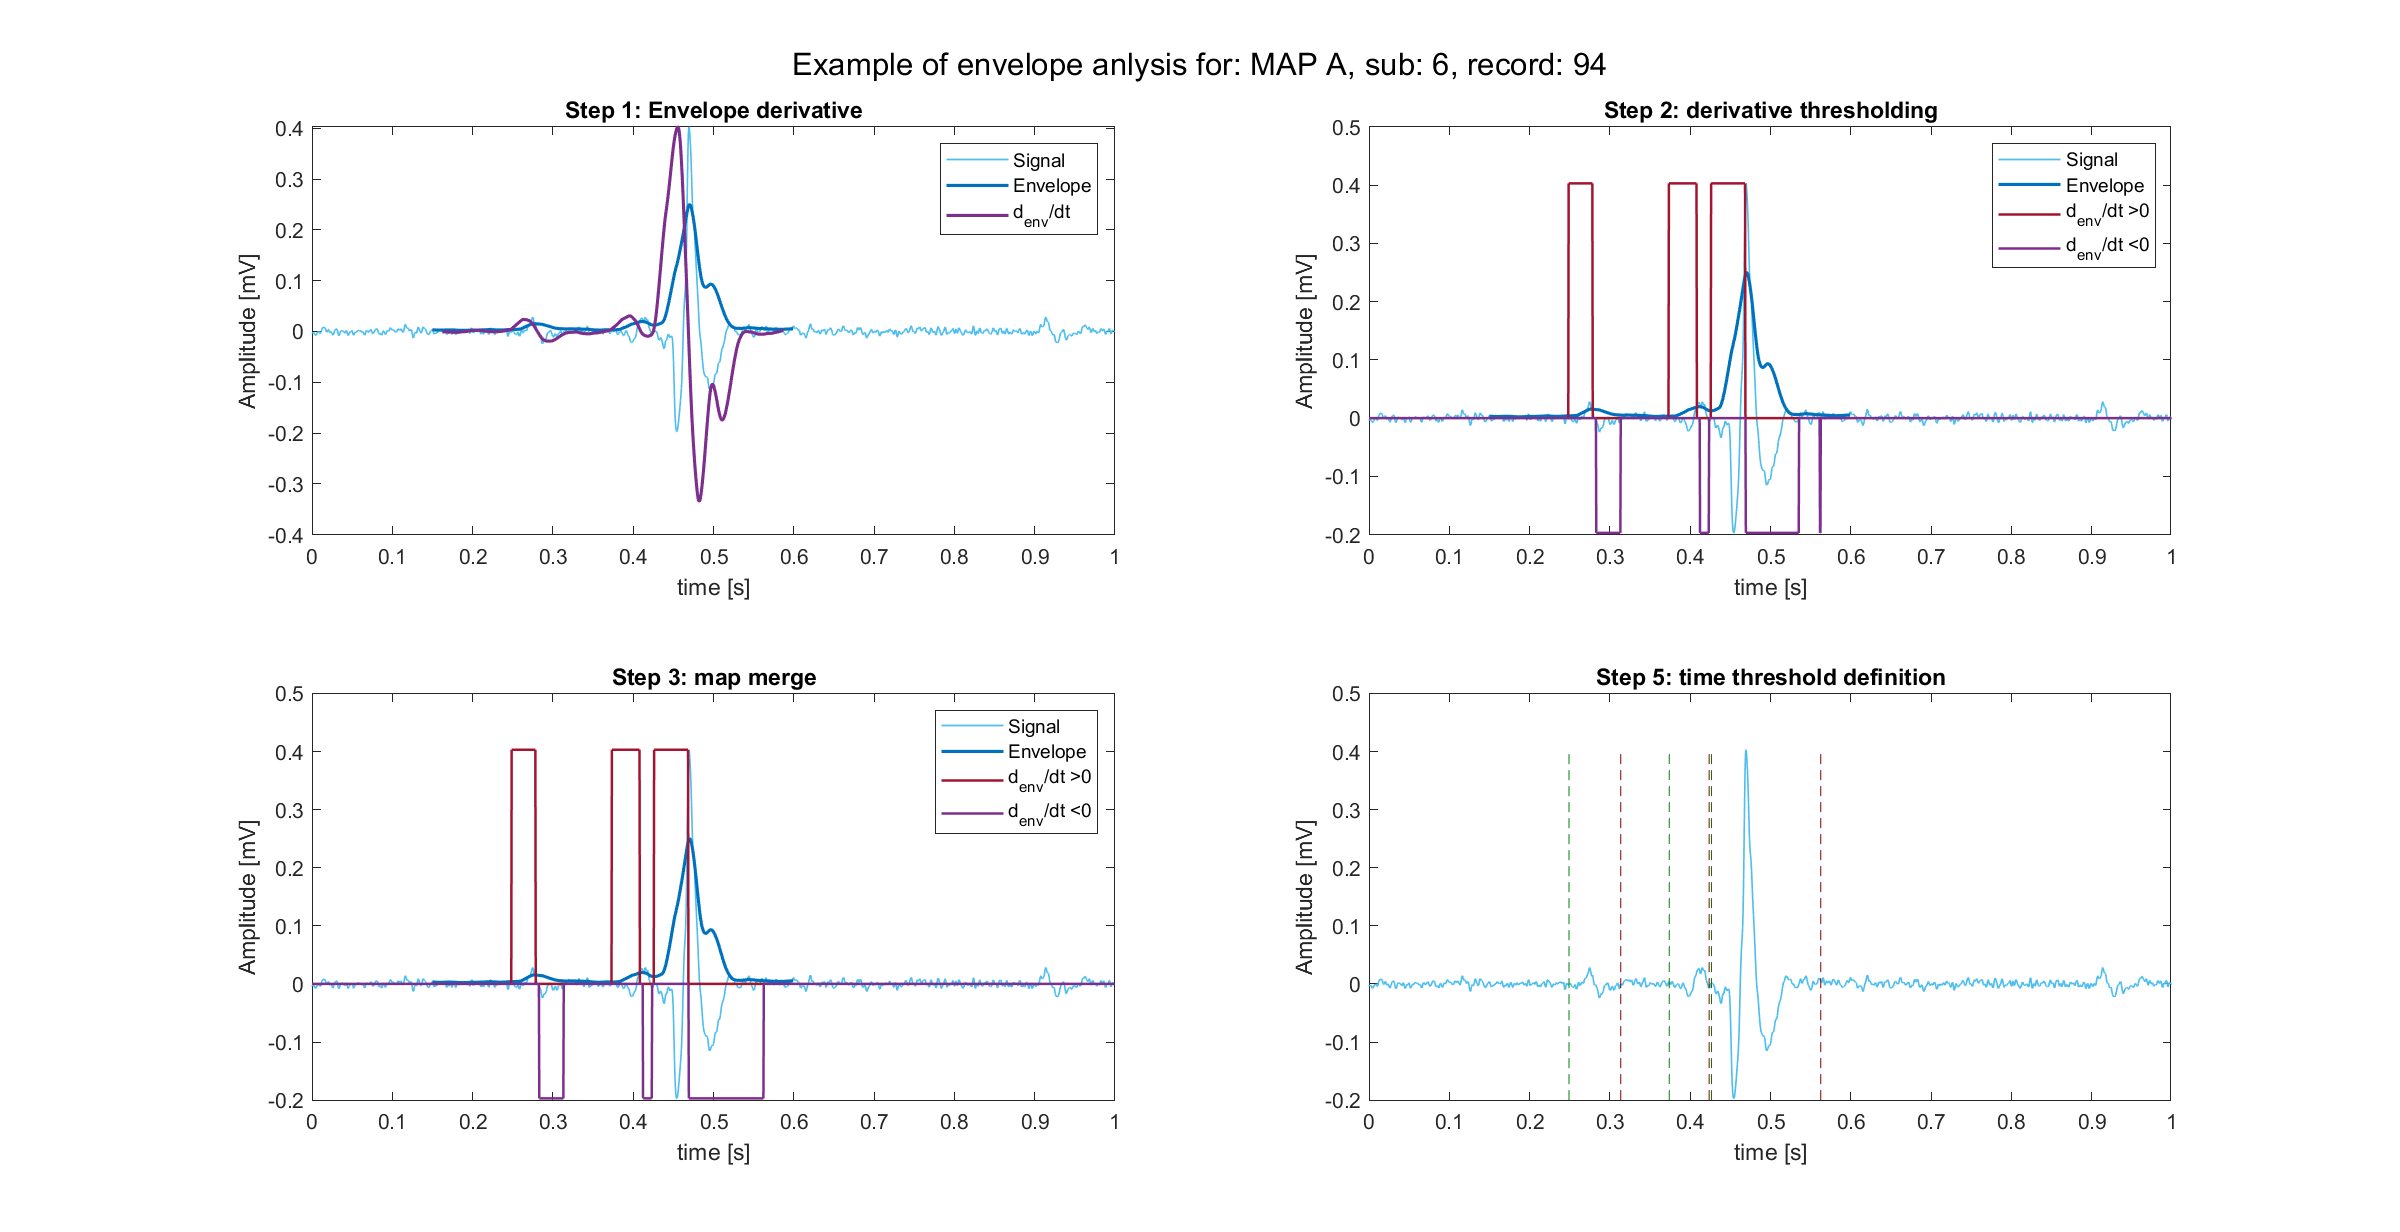 Example of envelope anlysis for: MAP A, sub: 6, record: 94
Step 1: Envelope derivative
0.4
0.3
0.2
0.1
0
-0.1
-0.2
-0.3
-0.4
Amplitude [mV]
0 0.1 0.2 0.3 0.4 0.5 0.6 0.7 0.8 0.9 1
time [s]
Signal
Envelope
d_env/dt
Step 2: derivative thresholding
0.5
0.4
0.3
0.2
0.1
0
-0.1
-0.2
Amplitude [mV]
0 0.1 0.2 0.3 0.4 0.5 0.6 0.7 0.8 0.9 1
time [s]
Signal
Envelope
d_env/dt >0
d_env/dt <0
Step 3: map merge
0.5
0.4
0.3
0.2
0.1
0
-0.1
-0.2
Amplitude [mV]
0 0.1 0.2 0.3 0.4 0.5 0.6 0.7 0.8 0.9 1
time [s]
Signal
Envelope
d_env/dt >0
d_env/dt <0
Step 5: time threshold definition
0.5
0.4
0.3
0.2
0.1
0
-0.1
-0.2
Amplitude [mV]
0 0.1 0.2 0.3 0.4 0.5 0.6 0.7 0.8 0.9 1
time [s]